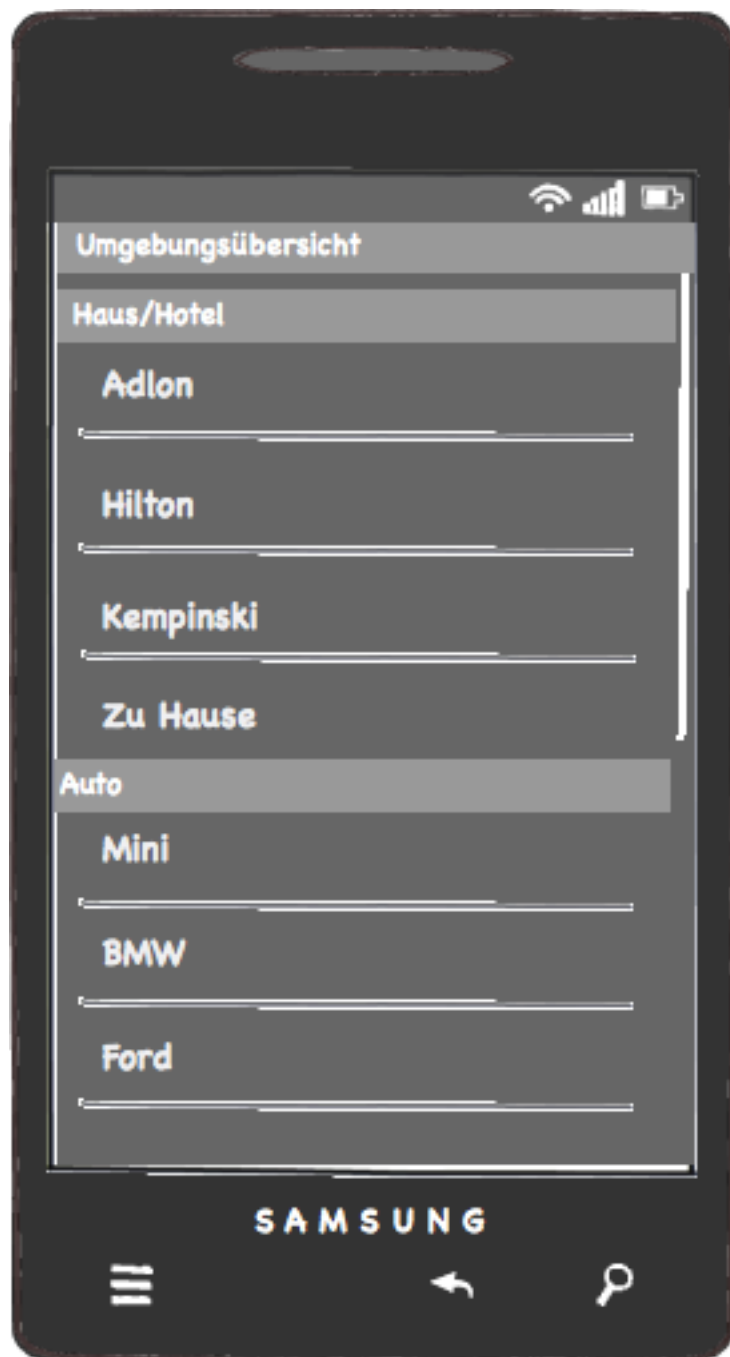 Umgebungsübersicht
Haus/Hotel
Adlon
Hilton
Kempinski
Zu Hause
Auto
Mini
BMW
Ford
SAMSUNG